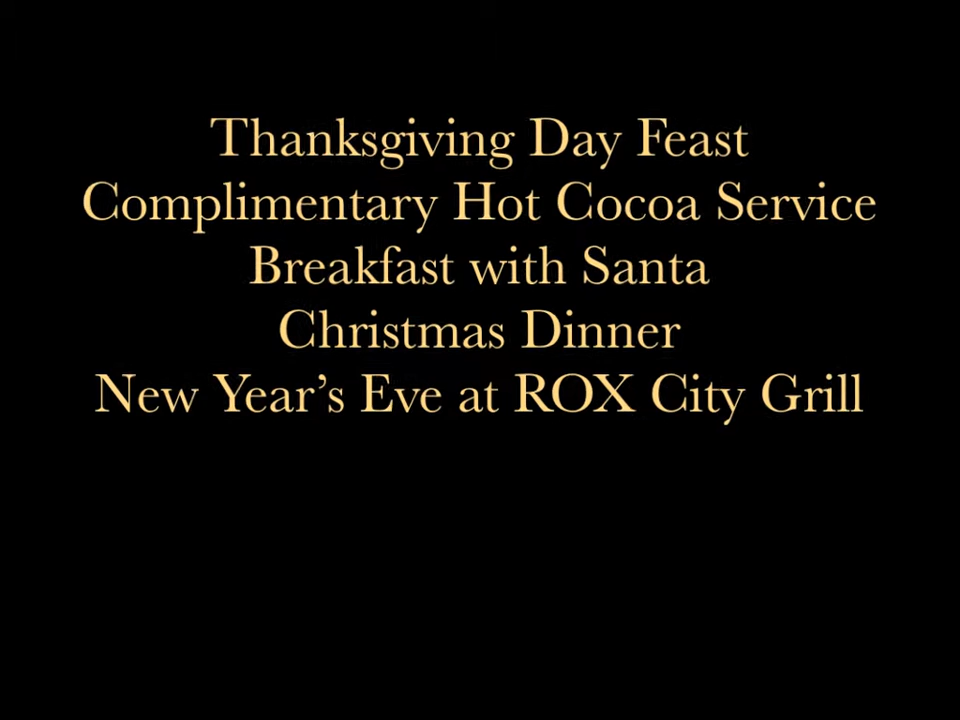 Thanksgiving Day Feast
Complimentary Hot Cocoa Service
Breakfast with Santa
Christmas Dinner
New Year’s Eve at ROX City Grill